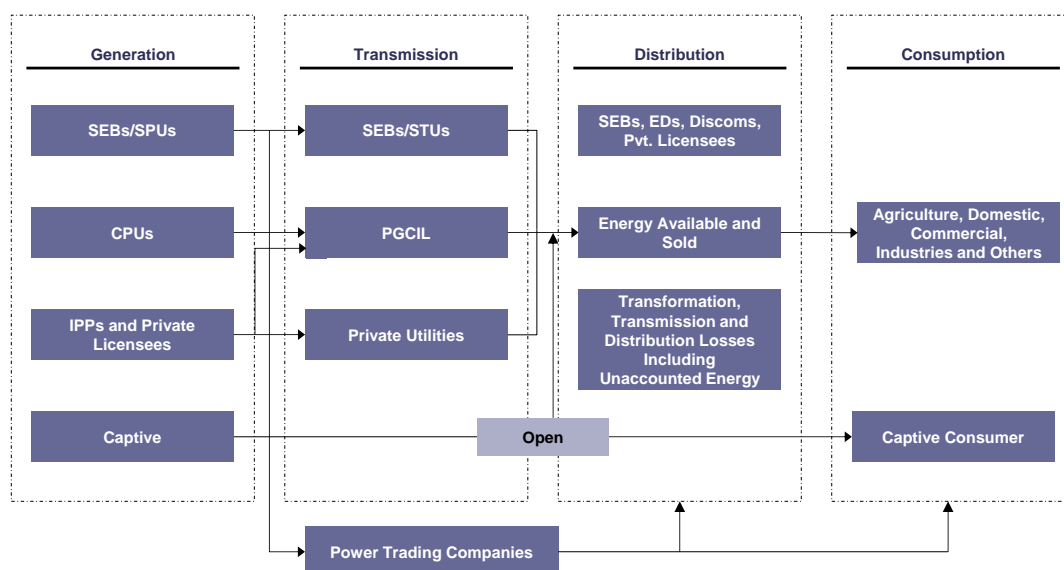 Generation
Transmission
Distribution
Consumption
SEBs/SPUs
SEBs/STUs
SEBs, EDs, Discoms,
Pvt. Licensees
CPUs
PGCIL
Energy Available and
Sold
Agriculture, Domestic,
Commercial,
Industries and Others
IPPs and Private
Licensees
Private Utilities
Transformation,
Transmission and
Distribution Losses
Including
Unaccounted Energy
Captive
Open
Captive Consumer
Power Trading Companies